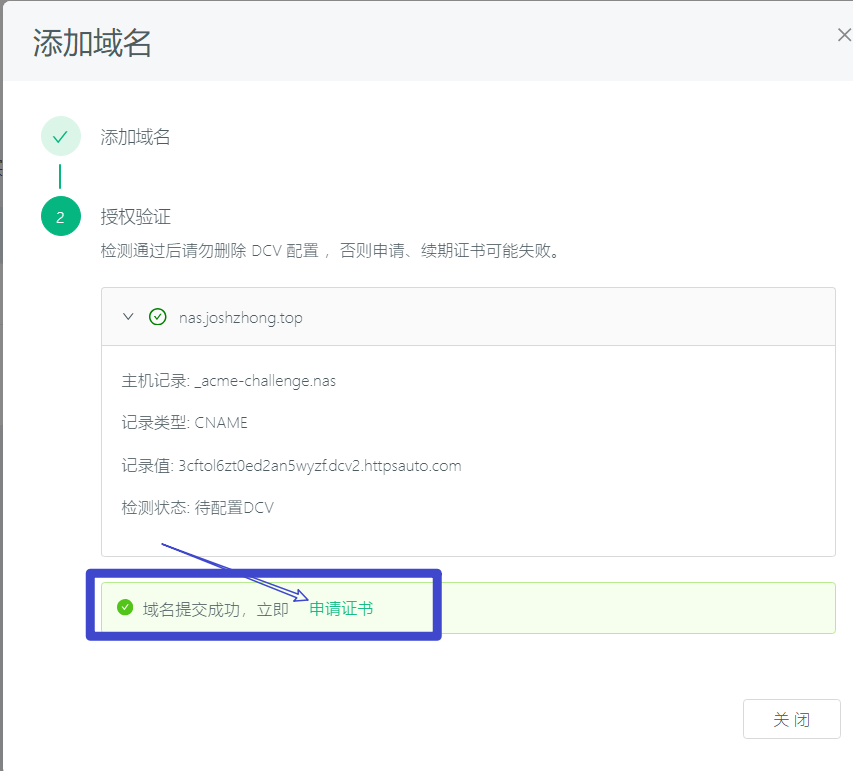 添加域名
添加域名
2
授权验证
检测通过后请勿删除 DCV 配置，否则申请、续期证书可能失败。
nas.joshzhong.top
主机记录: _acme-challenge.nas
记录类型: CNAME
记录值: 3cftol6zt0ed2an5wyzf.dcv2.httpsauto.com
检测状态: 待配置DCV
域名提交成功，立即 申请证书
关 闭